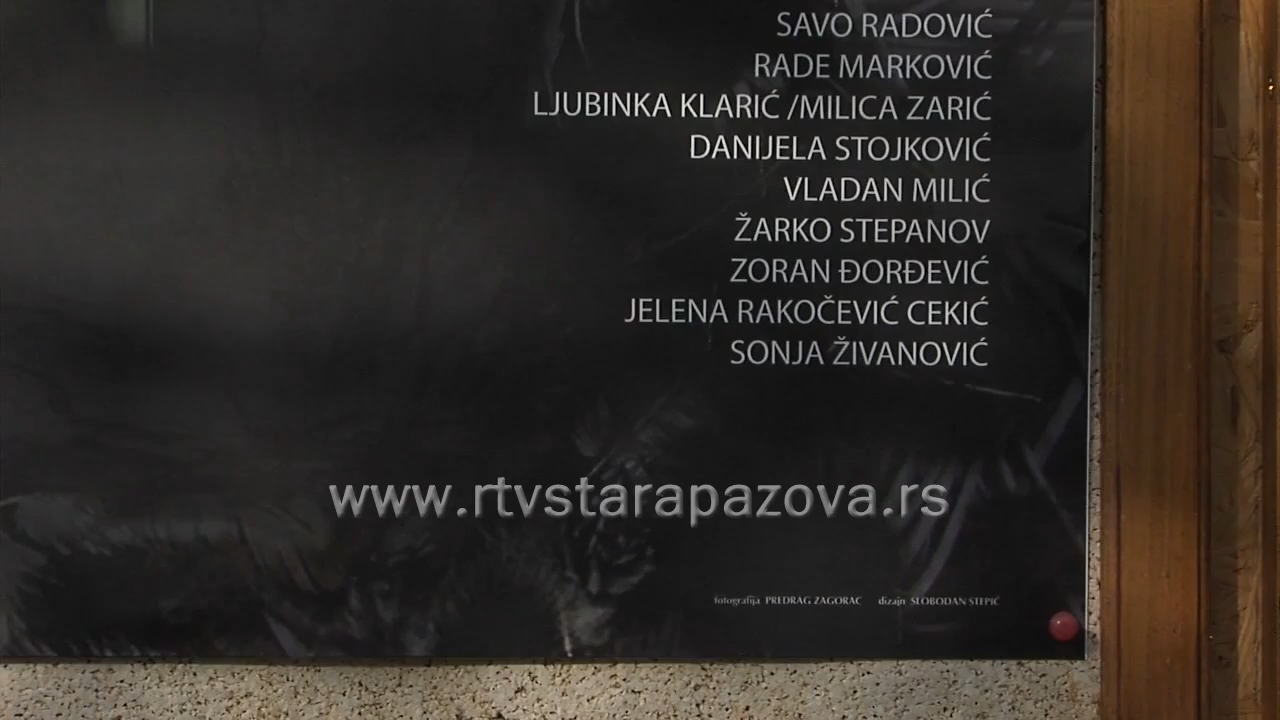 SAVO RADOVIĆ
RADE MARKOVIĆ
LJUBINKA KLARIĆ /MILICA ZARIĆ
DANIJELA STOJKOVIĆ
VLADAN MILIĆ
ŽARKO STEPANOV
ZORAN ĐORĐEVIĆ
JELENA RAKOČEVIĆ CEKIĆ
SONJA ŽIVANOVIĆ
www.rtvstarapazova.rs
fotografija PREDRAG ZAGORAC dizajn SLOBODAN STEPIĆ